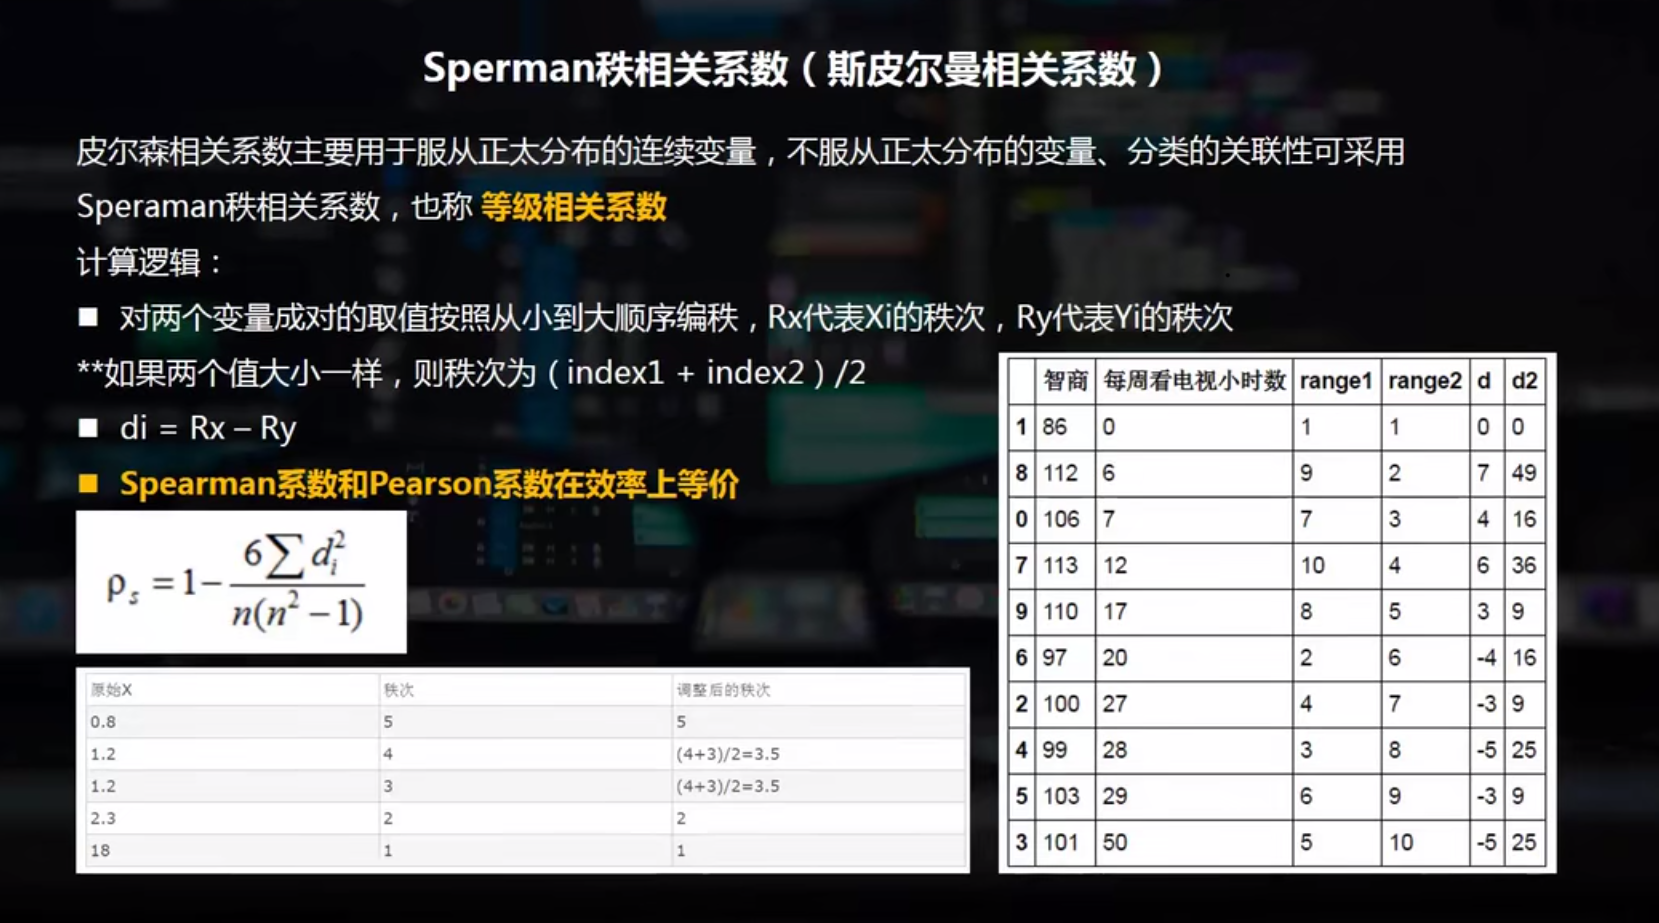 Sperman秩相关系数（斯皮尔曼相关系数）
皮尔森相关系数主要用于服从正太分布的连续变量，不服从正太分布的变量、分类的关联性可采用
Speraman秩相关系数，也称 等级相关系数
计算逻辑：
■ 对两个变量成对的取值按照从小到大顺序编秩，Rx代表Xi的秩次，Ry代表Yi的秩次
**如果两个值大小一样，则秩次为（index1 + index2）/2
■ di = Rx – Ry
■ Spearman系数和Pearson系数在效率上等价
ρs = 1 − 6∑di² / n(n² − 1)
原始X 秩次 调整后的秩次
0.8 5 5
1.2 4 (4+3)/2=3.5
1.2 3 (4+3)/2=3.5
2.3 2 2
18 1 1
智商 每周看电视小时数 range1 range2 d d2
1 86 0 1 1 0 0
8 112 6 9 2 7 49
0 106 7 7 3 4 16
7 113 12 10 4 6 36
9 110 17 8 5 3 9
6 97 20 2 6 -4 16
2 100 27 4 7 -3 9
4 99 28 3 8 -5 25
5 103 29 6 9 -3 9
3 101 50 5 10 -5 25